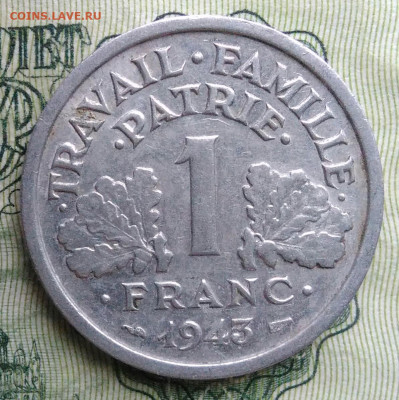 COINS.LAVE.RU
· TRAVAIL · FAMILLE ·
· PATRIE ·
1
· FRANC ·
1943